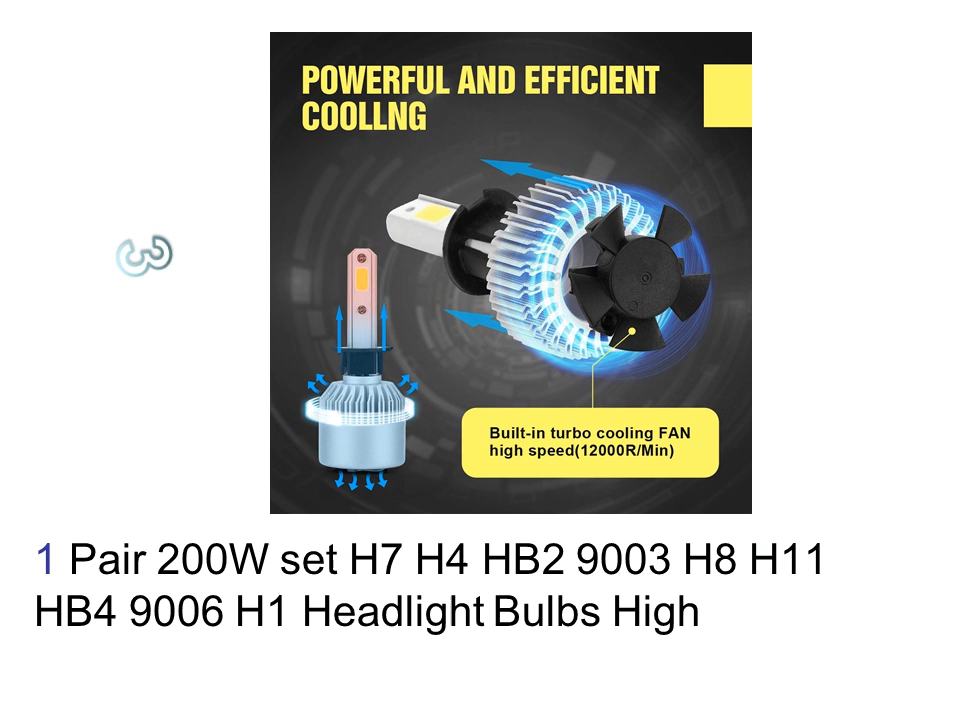 POWERFUL AND EFFICIENT
COOLLNG
Built-in turbo cooling FAN
high speed(12000R/Min)
1 Pair 200W set H7 H4 HB2 9003 H8 H11
HB4 9006 H1 Headlight Bulbs High